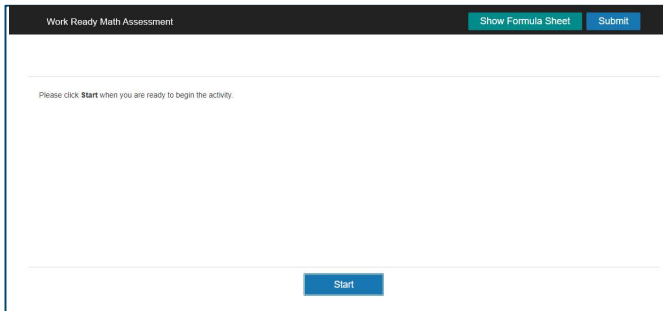 Work Ready Math Assessment
Show Formula Sheet
Submit
Please click Start when you are ready to begin the activity.
Start